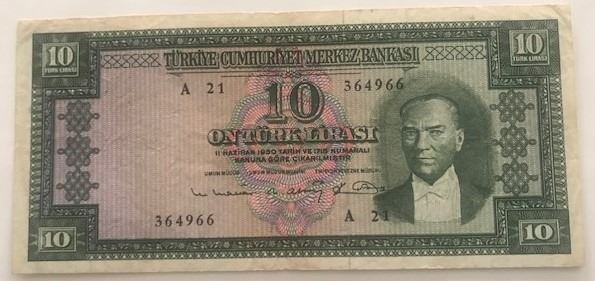 10 TÜRK LİRASI
TÜRKİYE CUMHURİYET MERKEZ BANKASI
10 TÜRK LİRASI
A 21 364966
10
ON TÜRK LİRASI
11 HAZİRAN 1930 TARİH ve 1715 NUMARALI
KANUNA GÖRE ÇIKARILMIŞTIR
364966 A 21
10
10